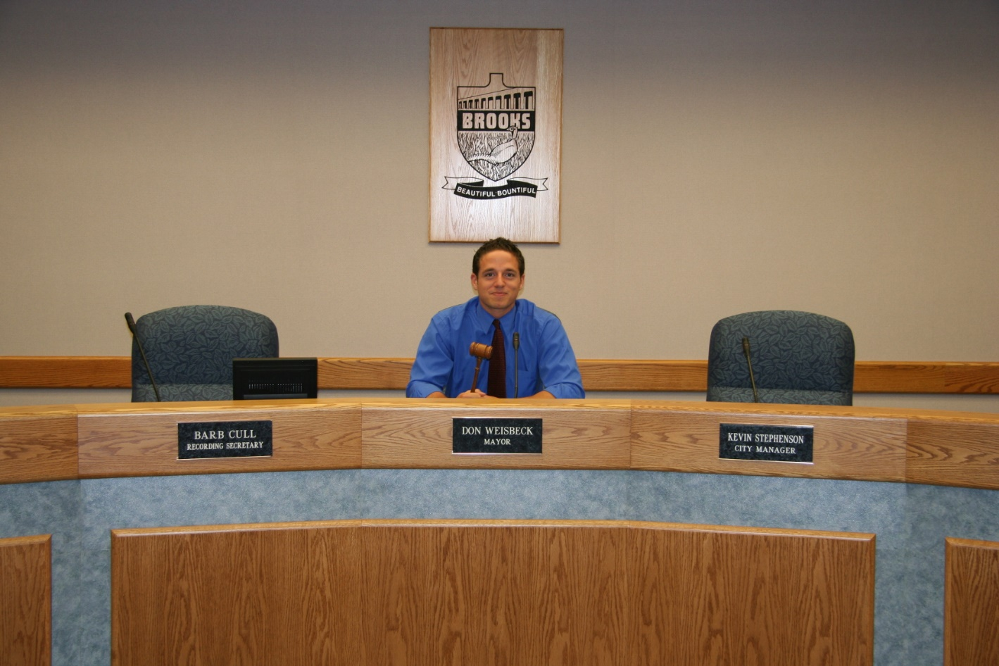 BROOKS
BEAUTIFUL·BOUNTIFUL
BARB CULL
RECORDING SECRETARY
DON WEISBECK
MAYOR
KEVIN STEPHENSON
CITY MANAGER